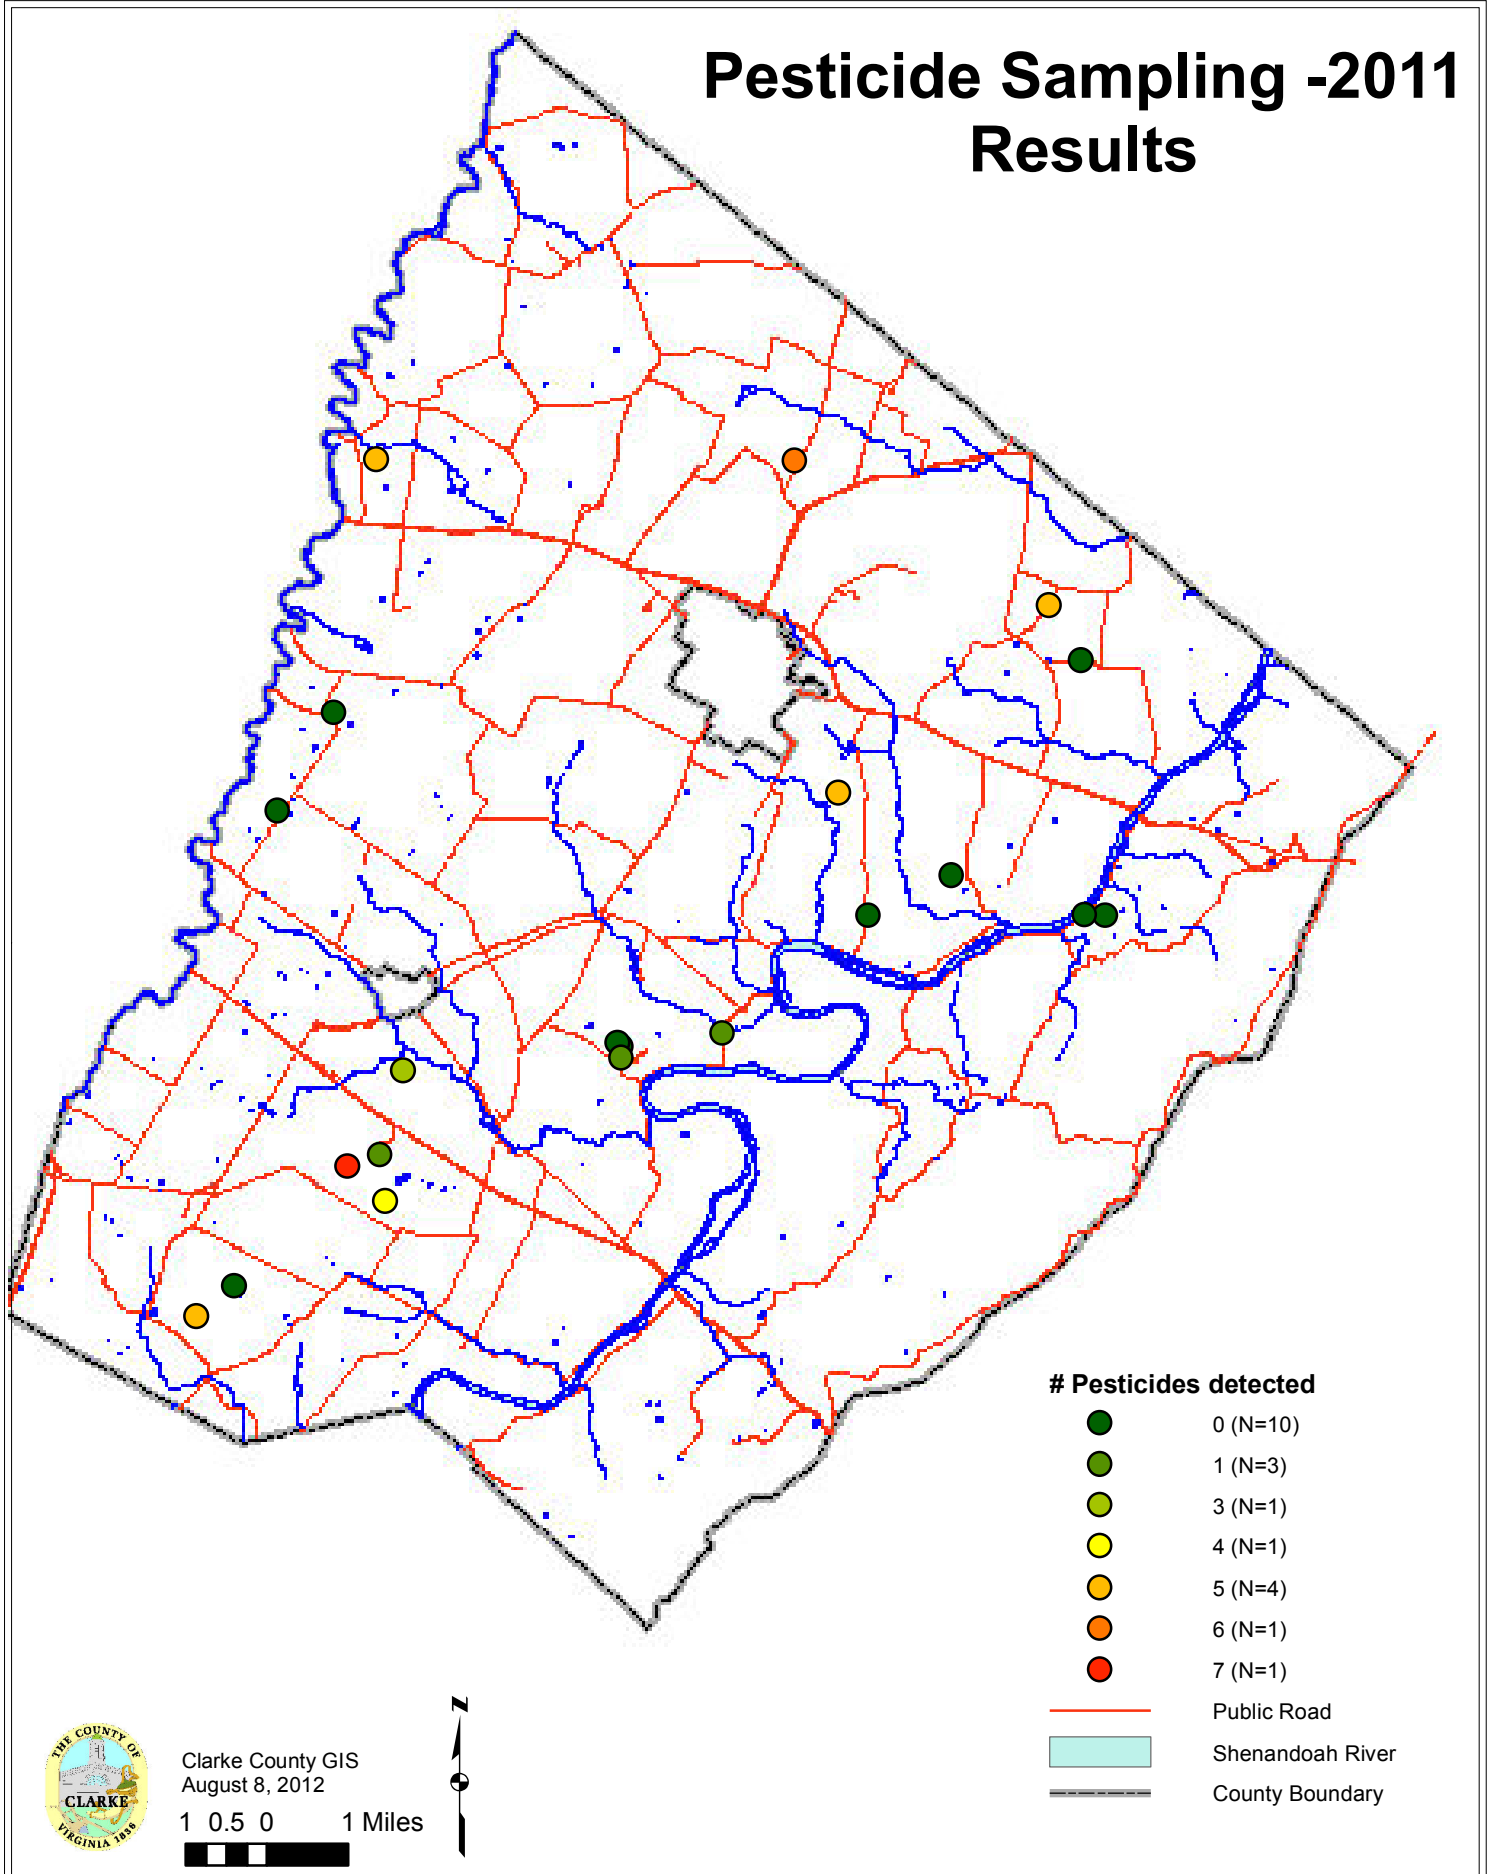 Pesticide Sampling -2011
Results
# Pesticides detected
0 (N=10)
1 (N=3)
3 (N=1)
4 (N=1)
5 (N=4)
6 (N=1)
7 (N=1)
Public Road
Shenandoah River
County Boundary
THE COUNTY OF
CLARKE
VIRGINIA 1836
Clarke County GIS
August 8, 2012
1 0.5 0 1 Miles
N